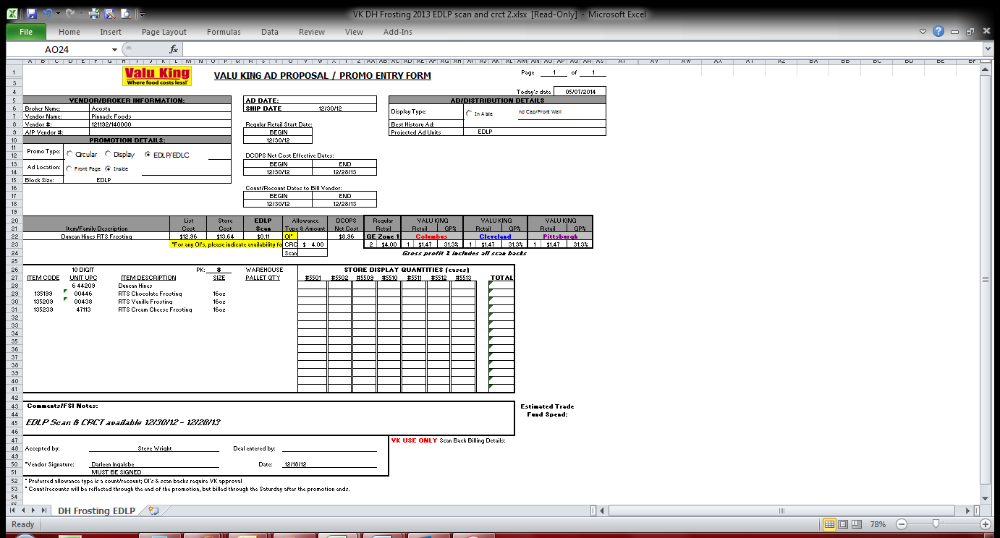 VK DH Frosting 2013 EDLP scan and crct 2.xlsx [Read-Only] - Microsoft Excel
File Home Insert Page Layout Formulas Data Review View Add-Ins
AO24 fx
Valu King
Where food costs less!
VALU KING AD PROPOSAL / PROMO ENTRY FORM
Page 1 of 1
Today's date 05/07/2014
VENDOR/BROKER INFORMATION:
Broker Name: Acosta
Vendor Name: Pinnacle Foods
Vendor #: 121192/140000
A/P Vendor #:
PROMOTION DETAILS:
Promo Type: Circular Display EDLP/EDLC
Ad Location: Front Page Inside
Block Size: EDLP
AD DATE:
SHIP DATE 12/30/12
Regular Retail Start Date:
BEGIN
12/30/12
DCOPS Net Cost Effective Dates:
BEGIN END
12/30/12 12/28/13
Count/Recount Dates to Bill Vendor:
BEGIN END
12/30/12 12/28/13
AD/DISTRIBUTION DETAILS
Display Type: In Aisle nd Cap/Front Wall
Best History Ad:
Projected Ad Units EDLP
List Store EDLP Allowance DCOPS Regular VALU KING VALU KING VALU KING
Item/Family Description Cost Cost Scan Type & Amount Net Cost Retail Retail GP% Retail GP% Retail GP%
Duncan Hines RTS Frosting $12.96 $13.64 $0.11 OI* $8.96 GE Zone 1 Columbus Cleveland Pittsburgh
*For any OI's, please indicate availability fo CRC $ 4.00 2 $4.00 1 $1.47 31.3% 1 $1.47 31.3% 1 $1.47 31.3%
Scan Gross profit % includes all scan backs
10 DIGIT PK: 8 WAREHOUSE STORE DISPLAY QUANTITIES (cases)
ITEM CODE UNIT UPC ITEM DESCRIPTION SIZE PALLET QTY #5501 #5502 #5509 #5510 #5511 #5512 #5513 TOTAL
6 44209 Duncan Hines
135199 00446 RTS Chocolate Frosting 16oz
135209 00438 RTS Vanilla Frosting 16oz
135239 47113 RTS Cream Cheese Frosting 16oz
Comments/FSI Notes:
EDLP Scan & CRCT available 12/30/12 - 12/28/13
Estimated Trade
Fund Spend:
VK USE ONLY Scan Back Billing Details:
Accepted by: Steve Wright Deal entered by:
*Vendor Signature: Darleen Ingalsbe Date: 12/18/12
MUST BE SIGNED
* Preferred allowance type is a count/recount; OI's & scan backs require VK approval
* Count/recounts will be reflected through the end of the promotion, but billed through the Saturday after the promotion ends.
DH Frosting EDLP
Ready 78%